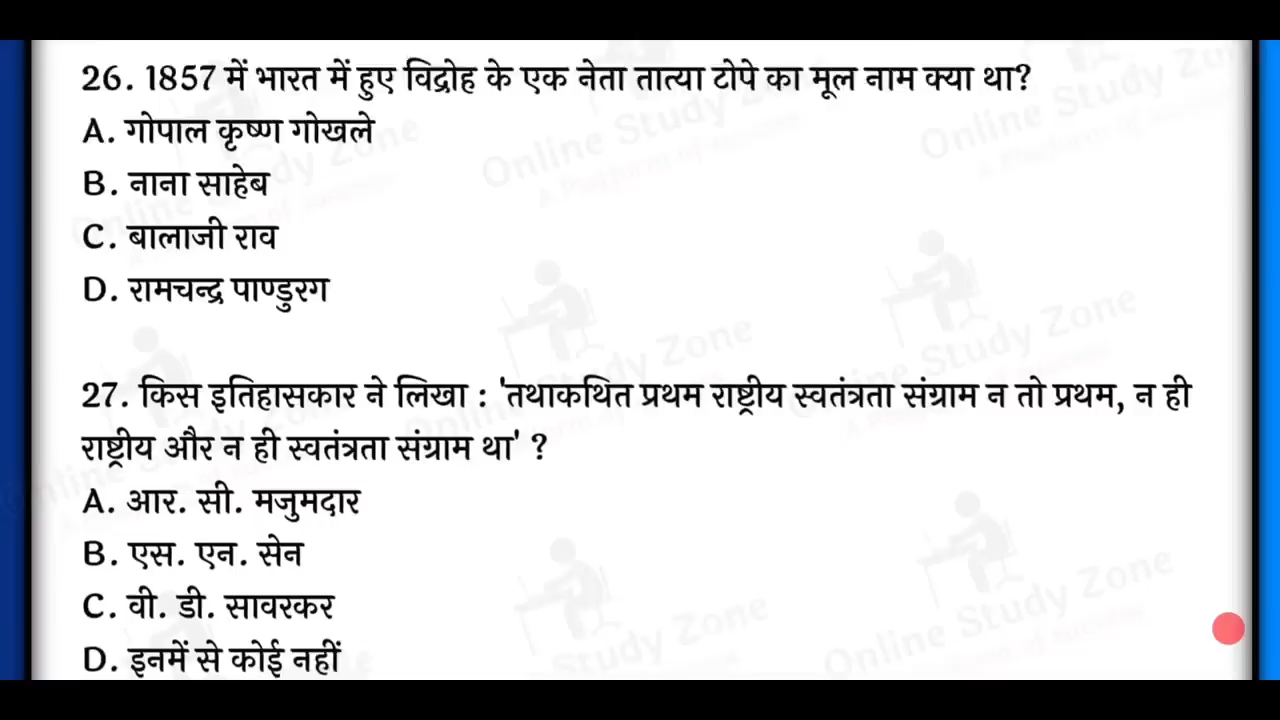 26. 1857 में भारत में हुए विद्रोह के एक नेता तात्या टोपे का मूल नाम क्या था?
A. गोपाल कृष्ण गोखले
B. नाना साहेब
C. बालाजी राव
D. रामचन्द्र पाण्डुरग
27. किस इतिहासकार ने लिखा : 'तथाकथित प्रथम राष्ट्रीय स्वतंत्रता संग्राम न तो प्रथम, न ही
राष्ट्रीय और न ही स्वतंत्रता संग्राम था' ?
A. आर. सी. मजुमदार
B. एस. एन. सेन
C. वी. डी. सावरकर
D. इनमें से कोई नहीं